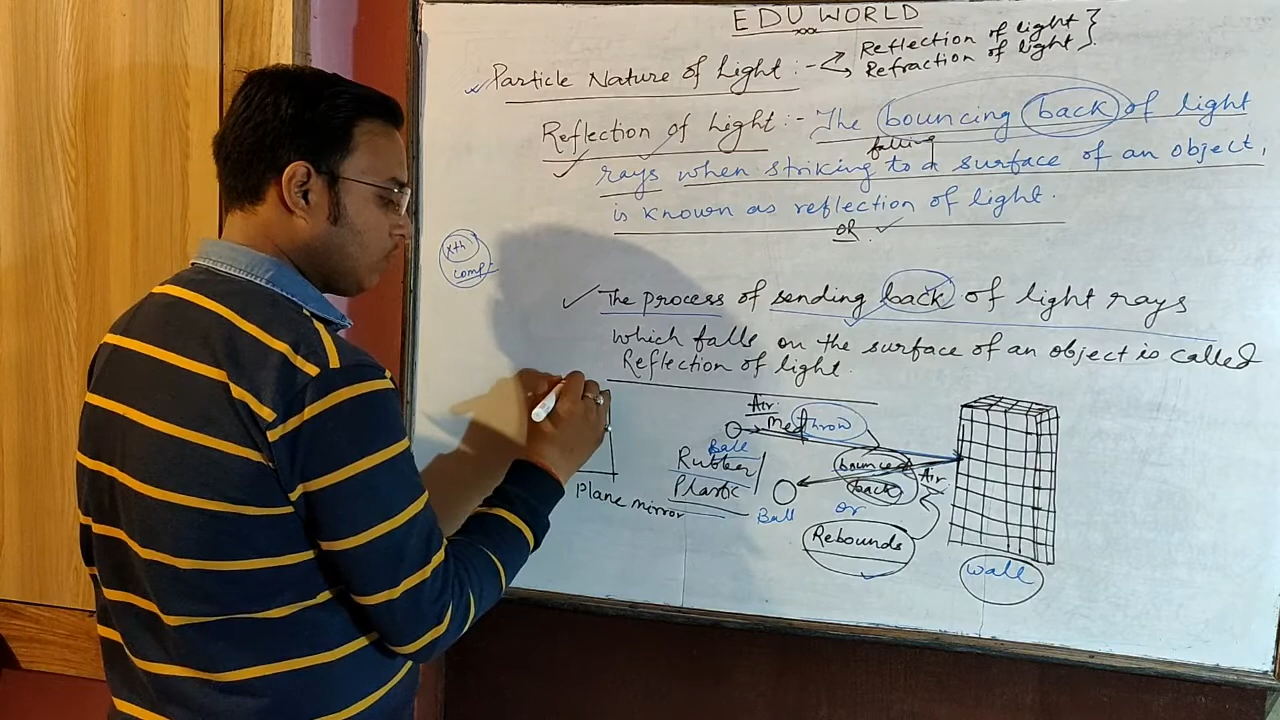 EDU WORLD
Particle Nature of Light :- Reflection of light
Refraction of light
Reflection of Light :- The bouncing back of light
falling
rays when striking to a surface of an object,
is known as reflection of light.
OR
Xth
comp.
The process of sending back of light rays
which falls on the surface of an object is called
Reflection of light.
Air
Med
throw
Ball
Rubber
Plastic
Ball
bounce
back
or
Rebounds
Air
Plane mirror
wall